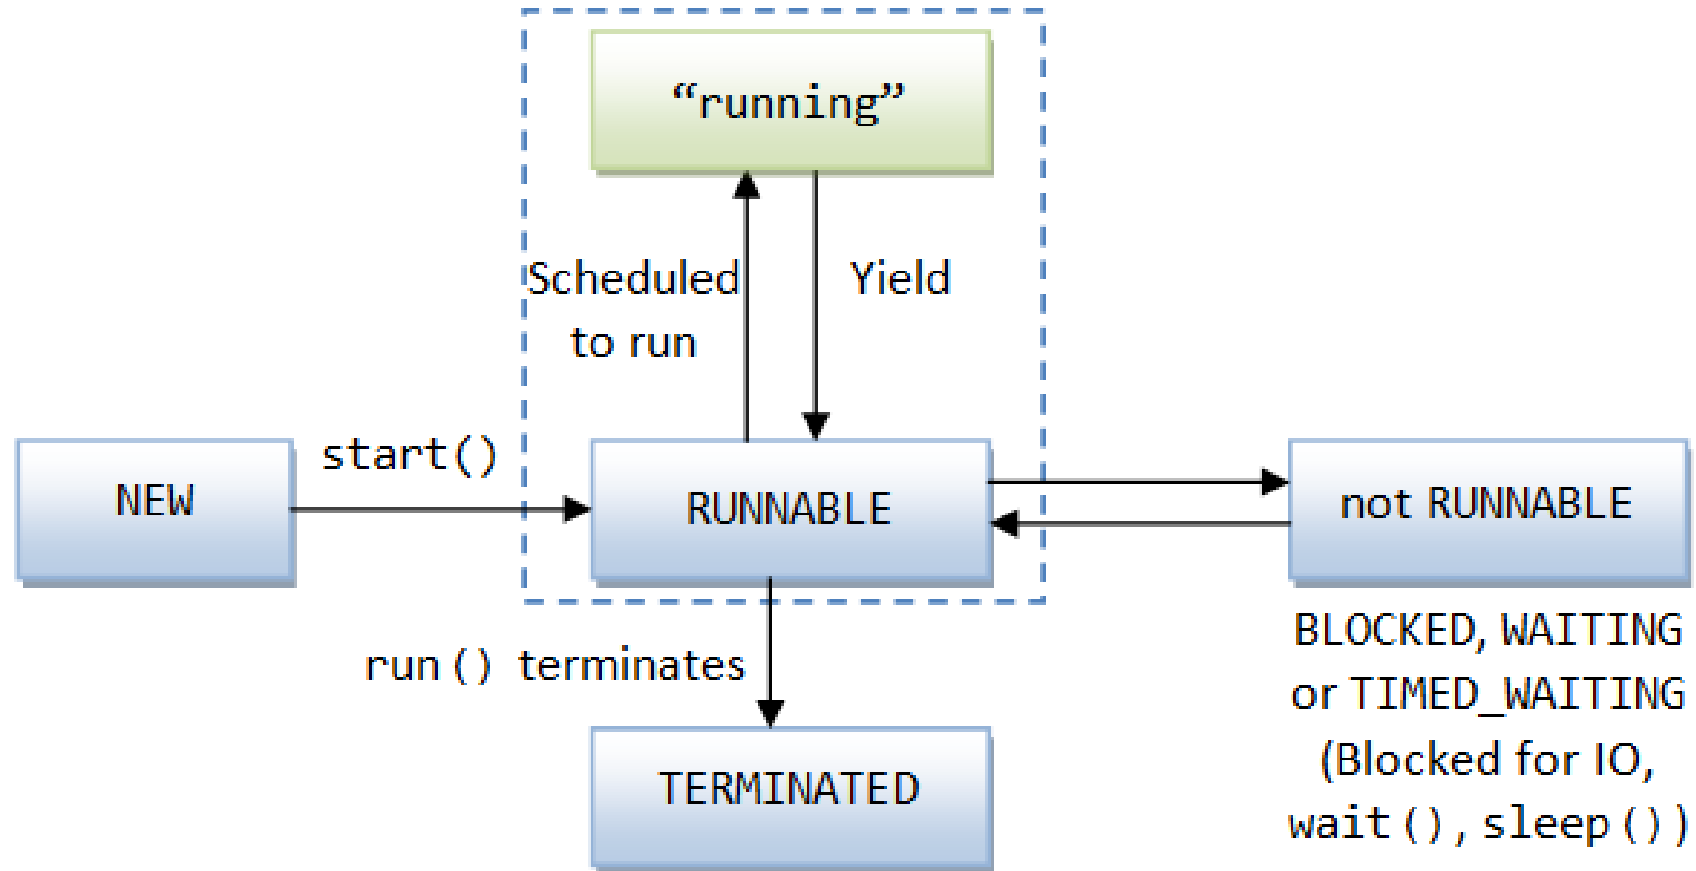 “running”
Scheduled
to run
Yield
start()
NEW
RUNNABLE
not RUNNABLE
run() terminates
TERMINATED
BLOCKED, WAITING
or TIMED_WAITING
(Blocked for IO,
wait(), sleep())